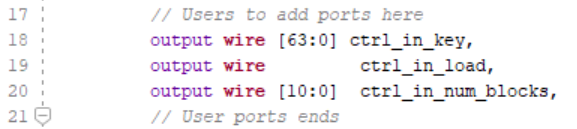 17 // Users to add ports here
18 output wire [63:0] ctrl_in_key,
19 output wire ctrl_in_load,
20 output wire [10:0] ctrl_in_num_blocks,
21 // User ports ends